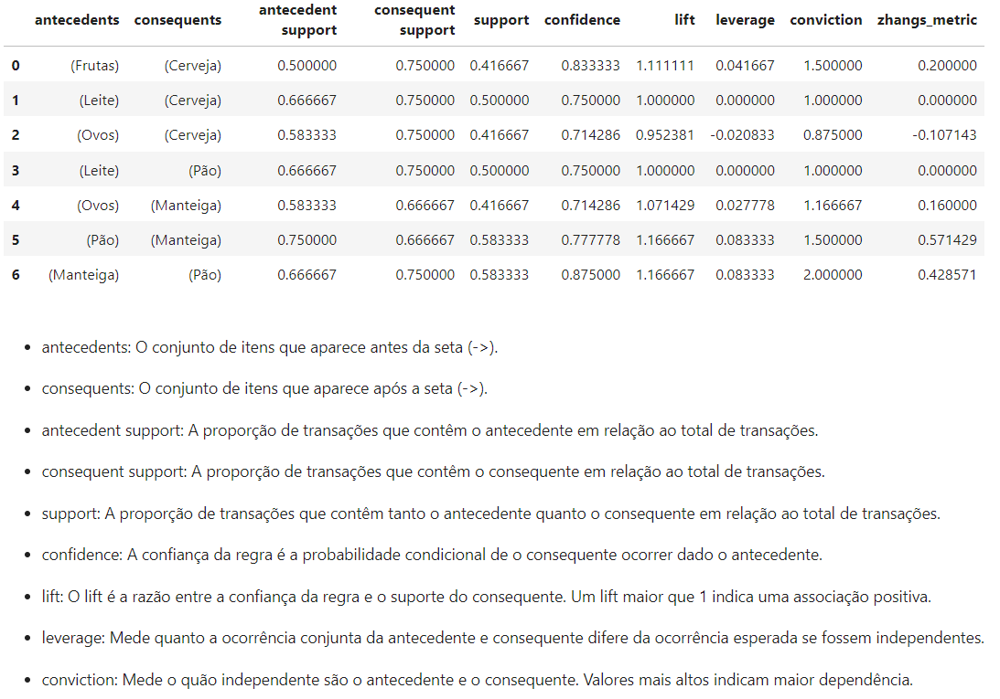 antecedents consequents antecedent support consequent support support confidence lift leverage conviction zhangs_metric
0 (Frutas) (Cerveja) 0.500000 0.750000 0.416667 0.833333 1.111111 0.041667 1.500000 0.200000
1 (Leite) (Cerveja) 0.666667 0.750000 0.500000 0.750000 1.000000 0.000000 1.000000 0.000000
2 (Ovos) (Cerveja) 0.583333 0.750000 0.416667 0.714286 0.952381 -0.020833 0.875000 -0.107143
3 (Leite) (Pão) 0.666667 0.750000 0.500000 0.750000 1.000000 0.000000 1.000000 0.000000
4 (Ovos) (Manteiga) 0.583333 0.666667 0.416667 0.714286 1.071429 0.027778 1.166667 0.160000
5 (Pão) (Manteiga) 0.750000 0.666667 0.583333 0.777778 1.166667 0.083333 1.500000 0.571429
6 (Manteiga) (Pão) 0.666667 0.750000 0.583333 0.875000 1.166667 0.083333 2.000000 0.428571
• antecedents: O conjunto de itens que aparece antes da seta (->).
• consequents: O conjunto de itens que aparece após a seta (->).
• antecedent support: A proporção de transações que contêm o antecedente em relação ao total de transações.
• consequent support: A proporção de transações que contêm o consequente em relação ao total de transações.
• support: A proporção de transações que contêm tanto o antecedente quanto o consequente em relação ao total de transações.
• confidence: A confiança da regra é a probabilidade condicional de o consequente ocorrer dado o antecedente.
• lift: O lift é a razão entre a confiança da regra e o suporte do consequente. Um lift maior que 1 indica uma associação positiva.
• leverage: Mede quanto a ocorrência conjunta da antecedente e consequente difere da ocorrência esperada se fossem independentes.
• conviction: Mede o quão independente são o antecedente e o consequente. Valores mais altos indicam maior dependência.